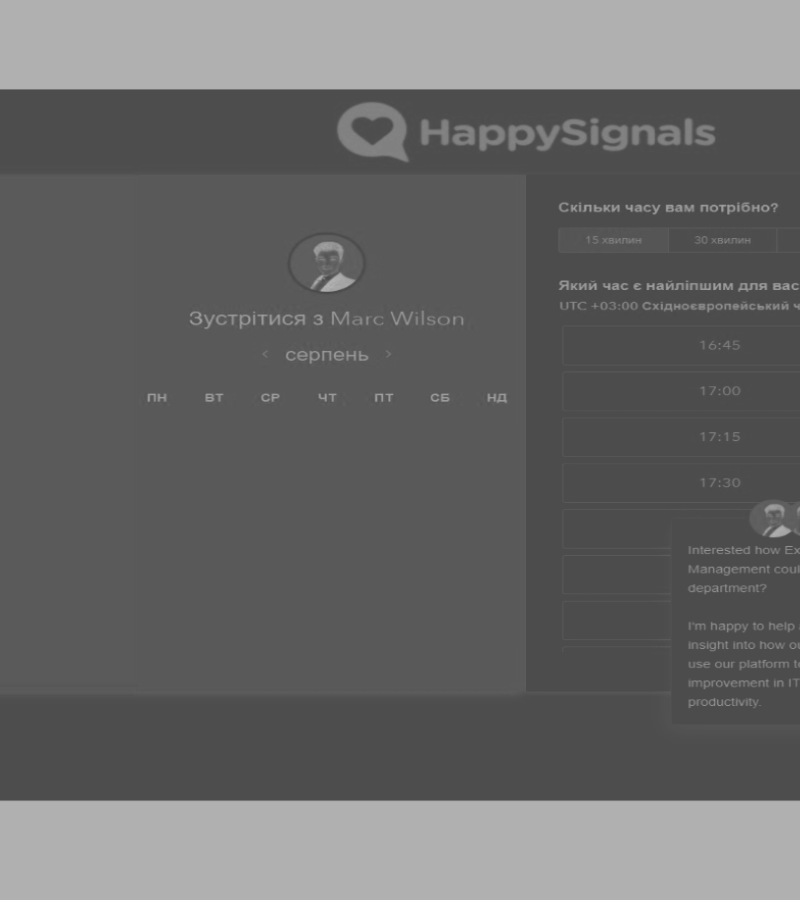 HappySignals
Зустрітися з Marc Wilson
серпень
ПН ВТ СР ЧТ ПТ СБ НД
Скільки часу вам потрібно?
15 хвилин 30 хвилин
Який час є найліпшим для вас
UTC +03:00 Східноєвропейський ч
16:45
17:00
17:15
17:30
Interested how Ex
Management coul
department?
I'm happy to help a
insight into how ou
use our platform to
improvement in IT
productivity.